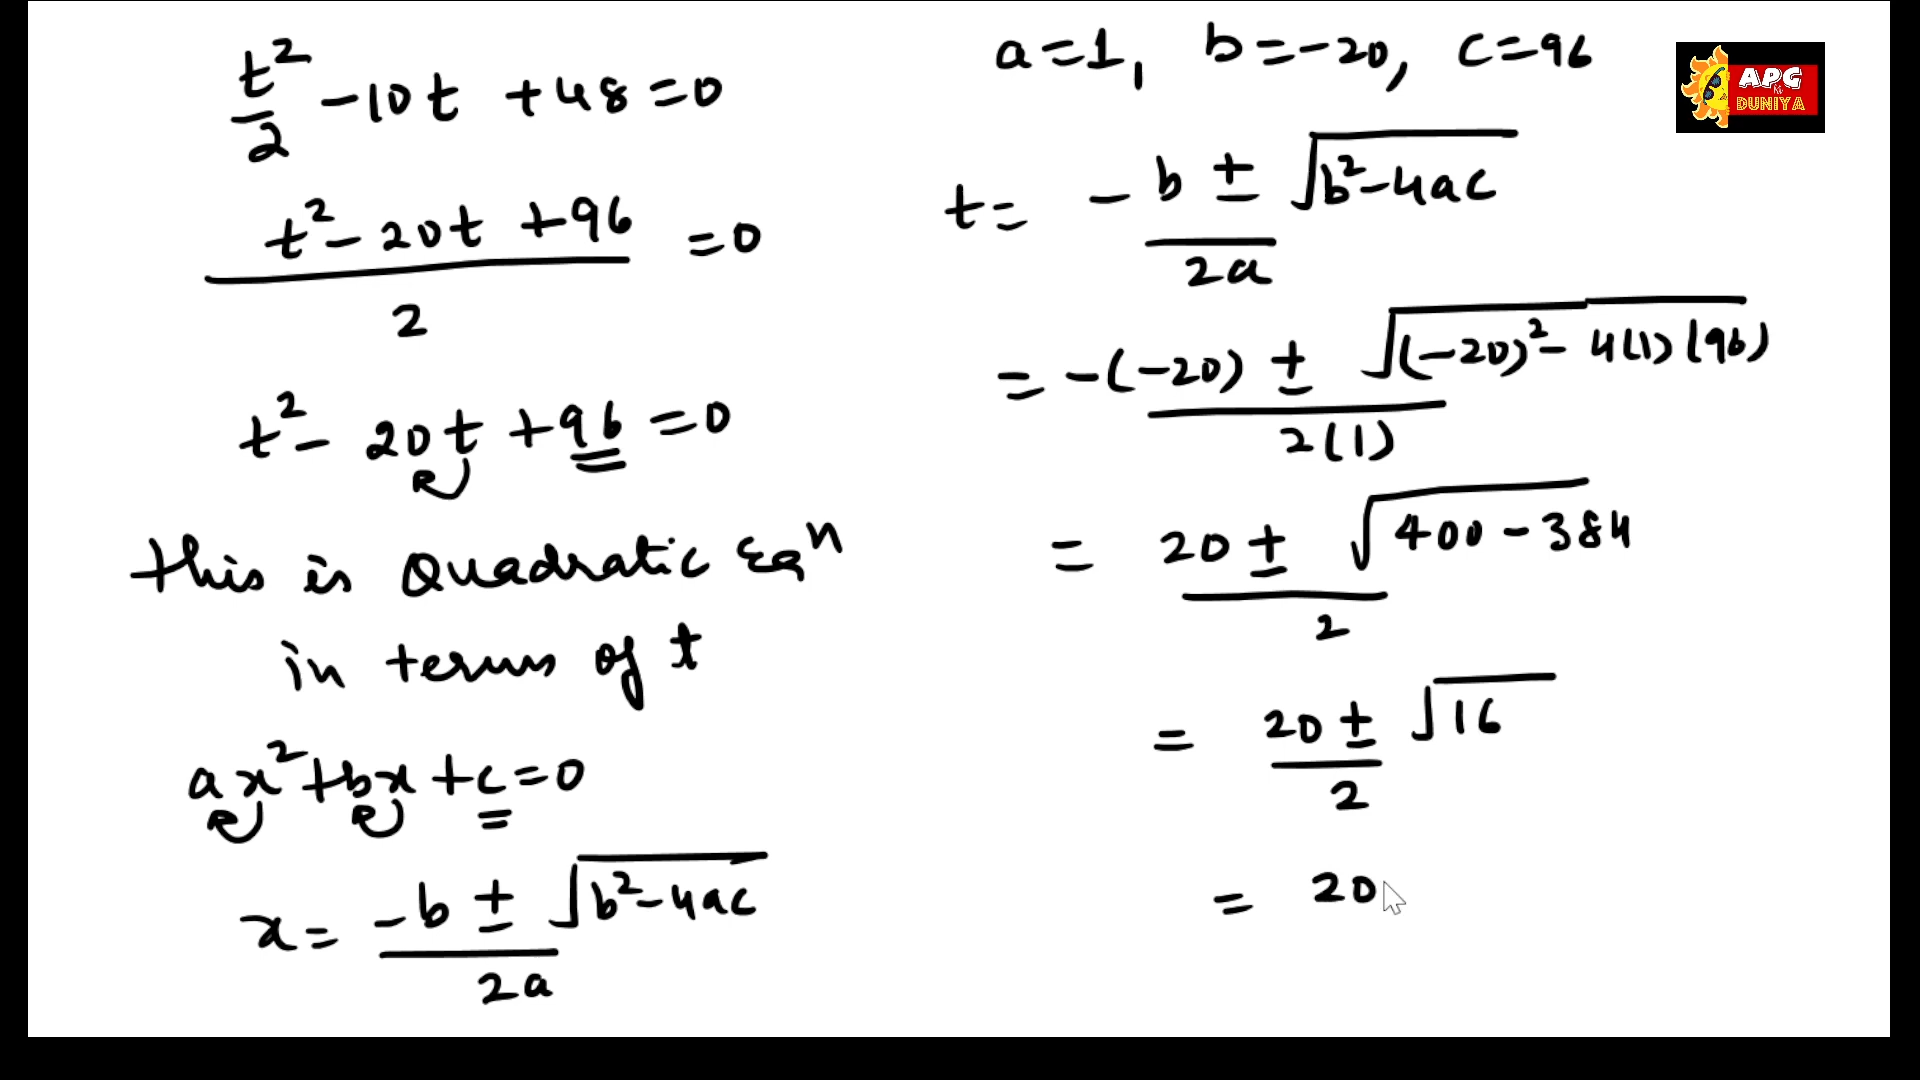 t²/2 - 10t + 48 = 0
t² - 20t + 96 / 2 = 0
t² - 20t + 96 = 0
this is Quadratic Eqⁿ
in terms of t
ax² + bx + c = 0
x = -b ± √b² - 4ac / 2a
a = 1, b = -20, c = 96
t = -b ± √b² - 4ac / 2a
= -(-20) ± √(-20)² - 4(1)(96) / 2(1)
= 20 ± √400 - 384 / 2
= 20 ± √16 / 2
= 20
APG
ki
DUNIYA